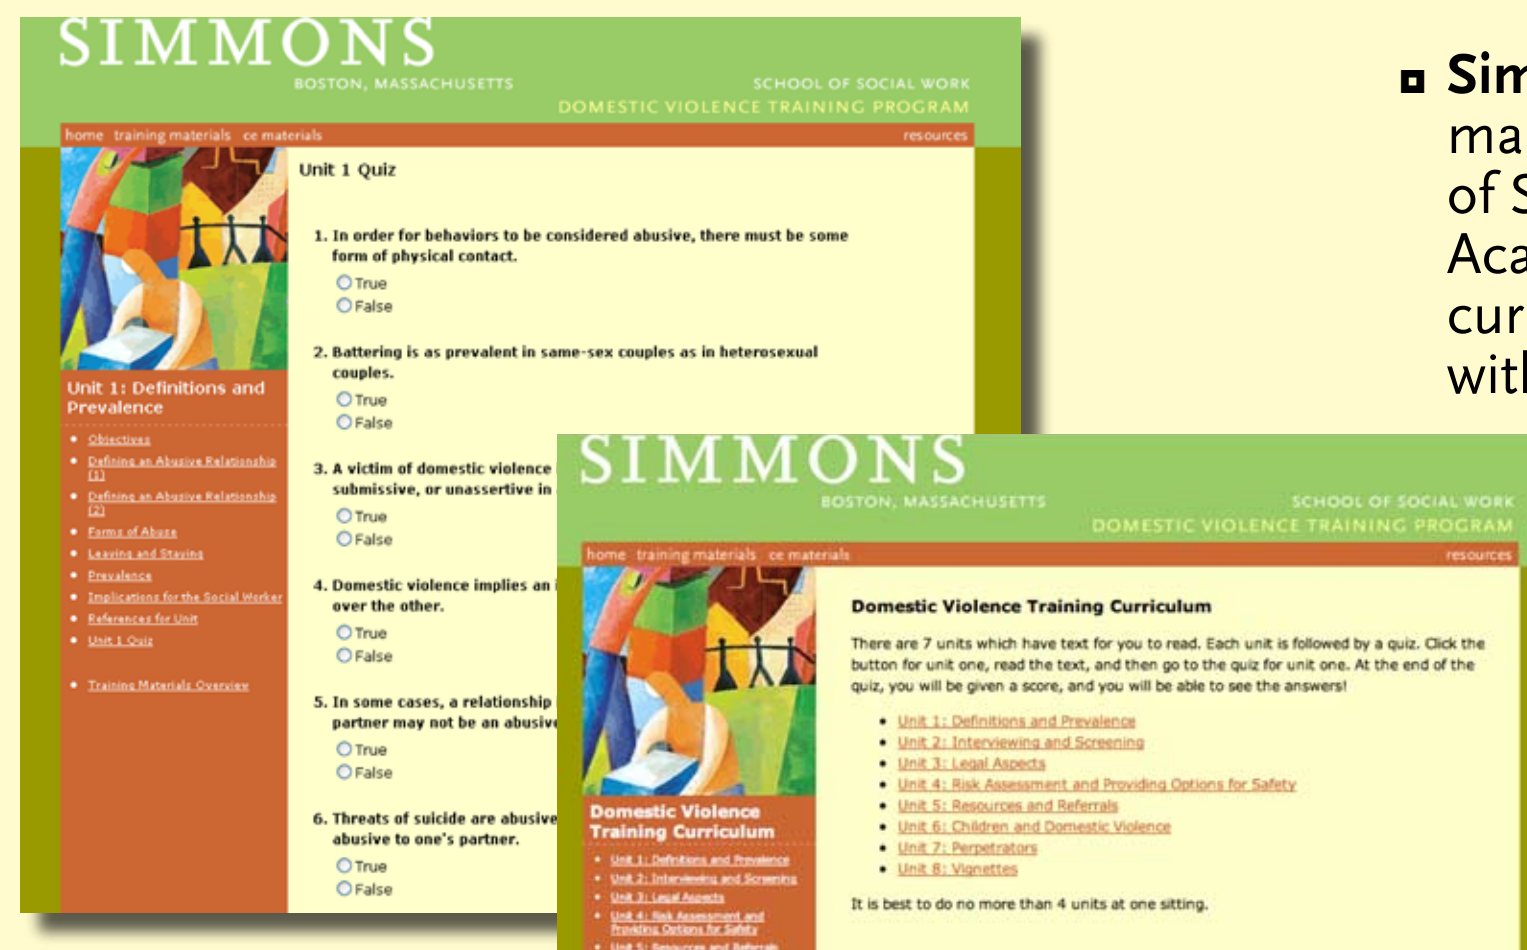 SIMMONS
BOSTON, MASSACHUSETTS
SCHOOL OF SOCIAL WORK
DOMESTIC VIOLENCE TRAINING PROGRAM
home training materials ce materials resources
Unit 1: Definitions and
Prevalence
Objectives
Defining an Abusive Relationship
(1)
Defining an Abusive Relationship
(2)
Forms of Abuse
Leaving and Staying
Prevalence
Implications for the Social Worker
References for Unit
Unit 1 Quiz
Training Materials Overview
Unit 1 Quiz
1. In order for behaviors to be considered abusive, there must be some
form of physical contact.
True
False
2. Battering is as prevalent in same-sex couples as in heterosexual
couples.
True
False
3. A victim of domestic violence
submissive, or unassertive in
True
False
4. Domestic violence implies an
over the other.
True
False
5. In some cases, a relationship
partner may not be an abusive
True
False
6. Threats of suicide are abusive
abusive to one's partner.
True
False
SIMMONS
BOSTON, MASSACHUSETTS
SCHOOL OF SOCIAL WORK
DOMESTIC VIOLENCE TRAINING PROGRAM
home training materials ce materials resources
Domestic Violence
Training Curriculum
Unit 1: Definitions and Prevalence
Unit 2: Interviewing and Screening
Unit 3: Legal Aspects
Unit 4: Risk Assessment and
Providing Options for Safety
Unit 5: Resources and Referrals
Domestic Violence Training Curriculum
There are 7 units which have text for you to read. Each unit is followed by a quiz. Click the
button for unit one, read the text, and then go to the quiz for unit one. At the end of the
quiz, you will be given a score, and you will be able to see the answers!
Unit 1: Definitions and Prevalence
Unit 2: Interviewing and Screening
Unit 3: Legal Aspects
Unit 4: Risk Assessment and Providing Options for Safety
Unit 5: Resources and Referrals
Unit 6: Children and Domestic Violence
Unit 7: Perpetrators
Unit 8: Vignettes
It is best to do no more than 4 units at one sitting.
Sim
ma
of S
Aca
cur
with